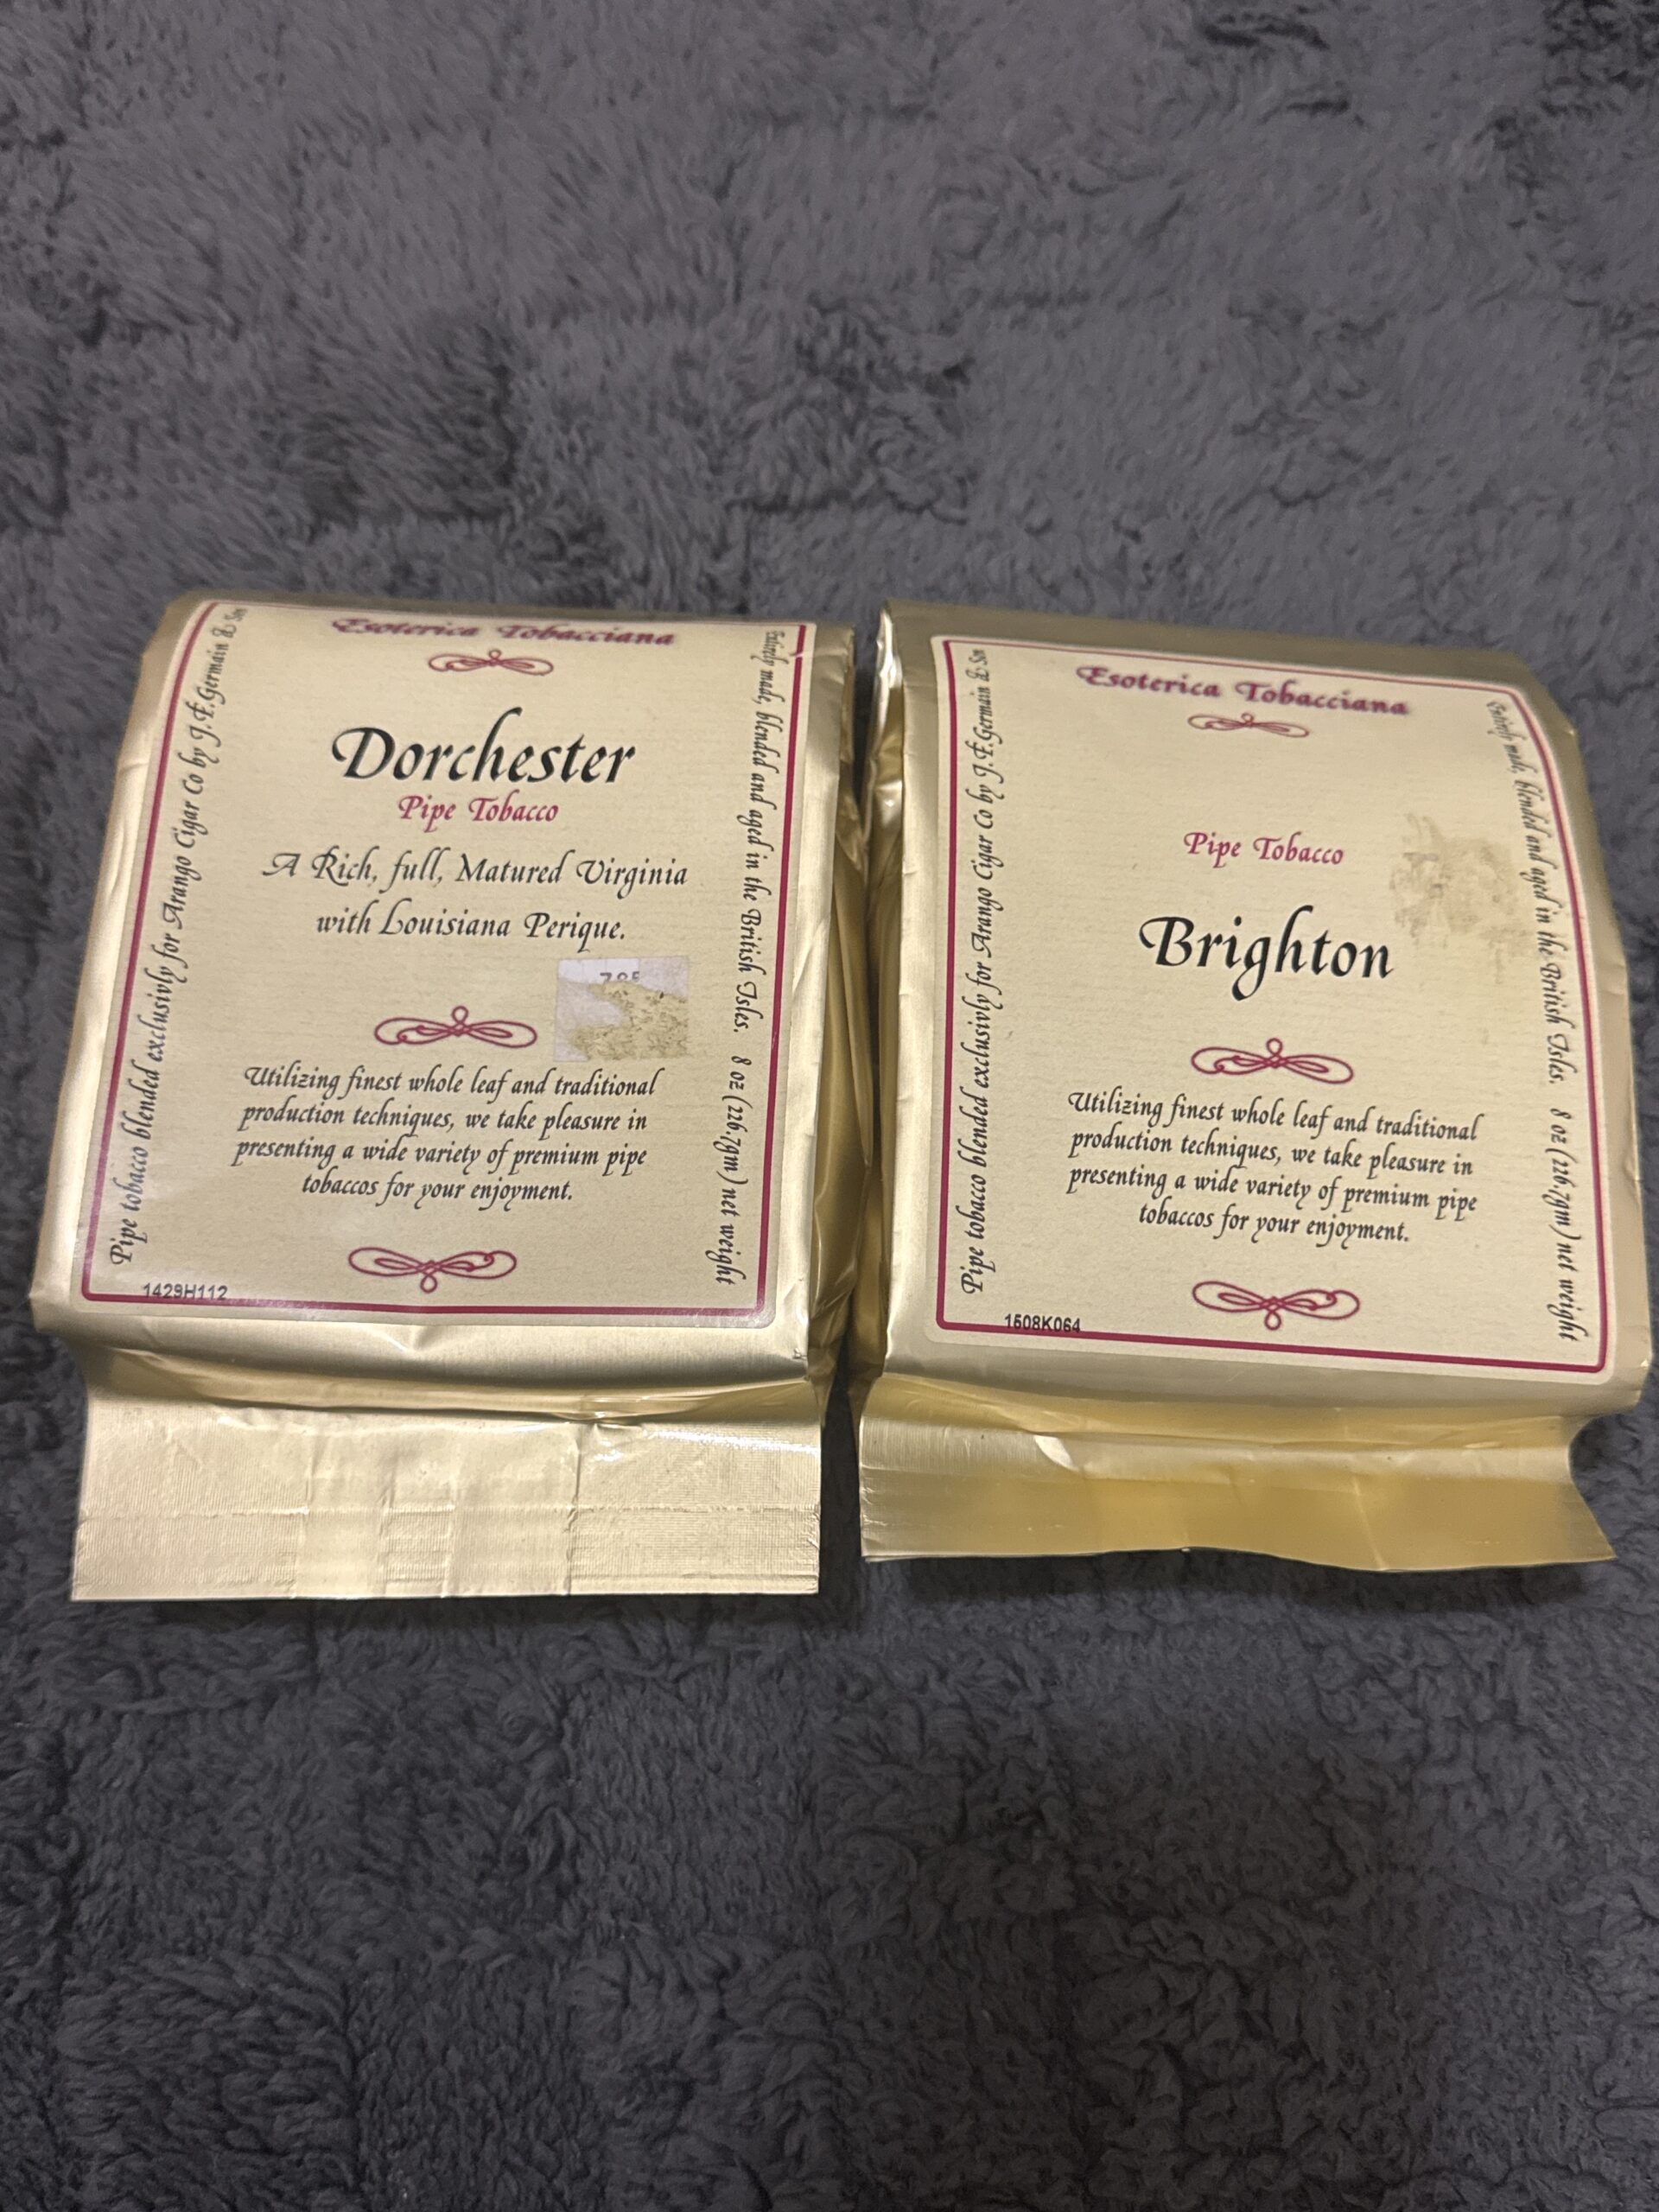 Esoterica Tobacciana
Dorchester
Pipe Tobacco
A Rich, full, Matured Virginia
with Louisiana Perique.
Utilizing finest whole leaf and traditional
production techniques, we take pleasure in
presenting a wide variety of premium pipe
tobaccos for your enjoyment.
Pipe tobacco blended exclusivly for Arango Cigar Co by J.F.Germain & Son
Entirely made, blended and aged in the British Isles. 8 oz (226.7gm) net weight
1429H112
Esoterica Tobacciana
Pipe Tobacco
Brighton
Utilizing finest whole leaf and traditional
production techniques, we take pleasure in
presenting a wide variety of premium pipe
tobaccos for your enjoyment.
Pipe tobacco blended exclusivly for Arango Cigar Co by J.F.Germain & Son
Entirely made, blended and aged in the British Isles. 8 oz (226.7gm) net weight
1508K064